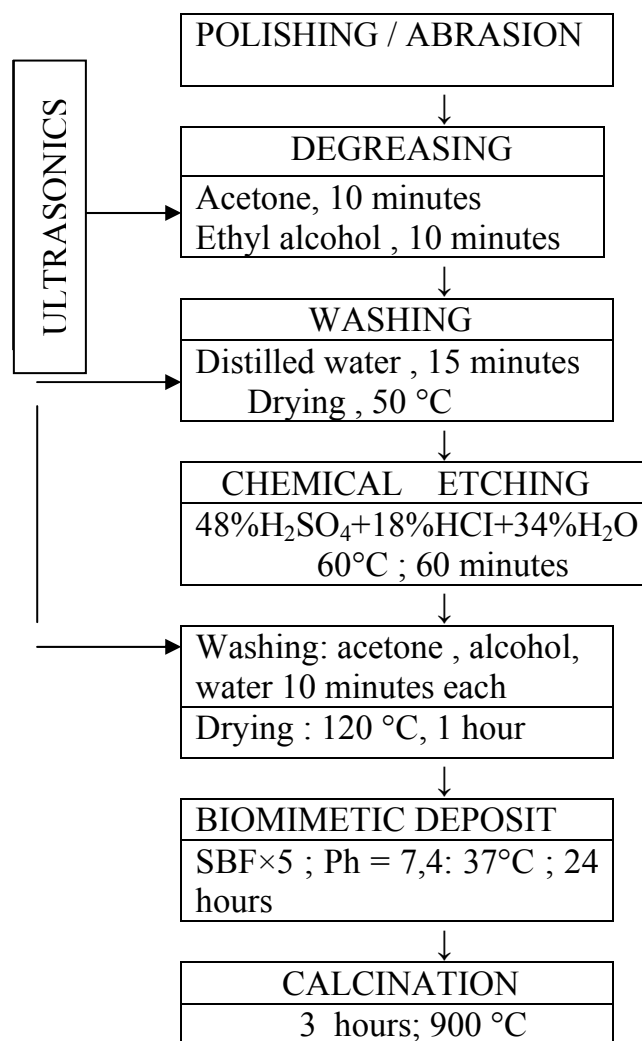 POLISHING / ABRASION
ULTRASONICS
↓
DEGREASING
Acetone, 10 minutes
Ethyl alcohol , 10 minutes
↓
WASHING
Distilled water , 15 minutes
Drying , 50 °C
↓
CHEMICAL ETCHING
48%H₂SO₄+18%HCI+34%H₂O
60°C ; 60 minutes
↓
Washing: acetone , alcohol,
water 10 minutes each
Drying : 120 °C, 1 hour
↓
BIOMIMETIC DEPOSIT
SBF×5 ; Ph = 7,4: 37°C ; 24
hours
↓
CALCINATION
3 hours; 900 °C